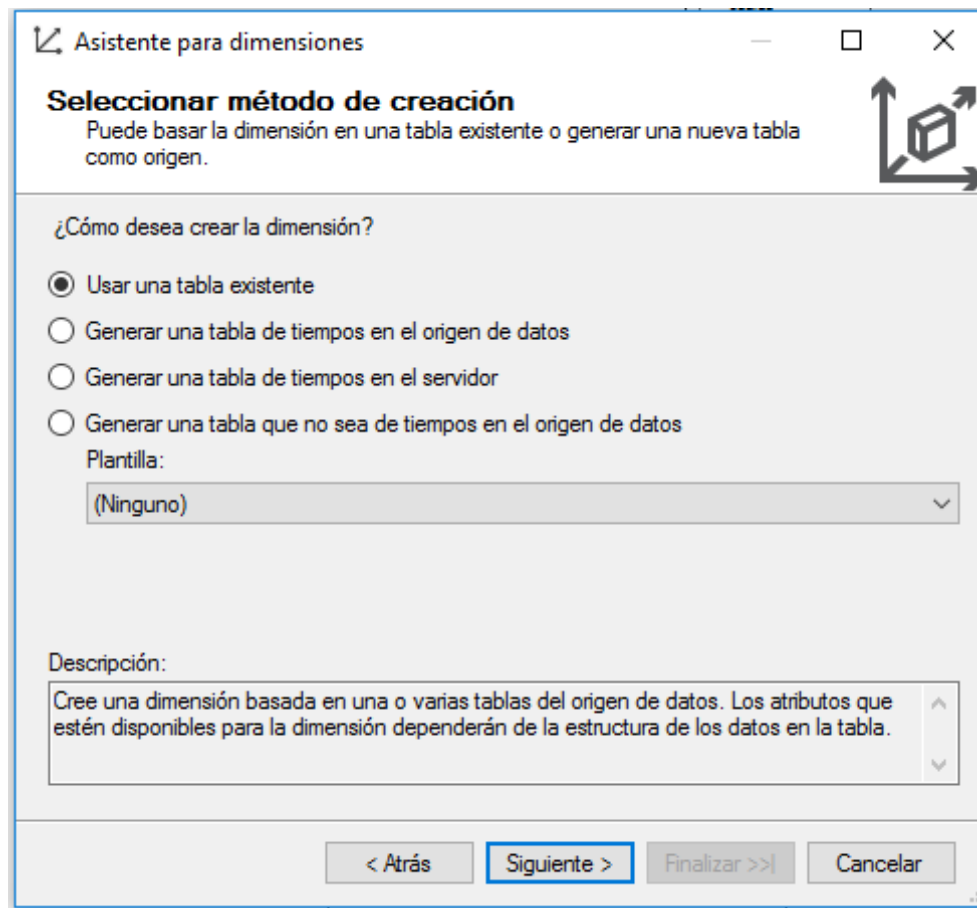 Asistente para dimensiones
Seleccionar método de creación
Puede basar la dimensión en una tabla existente o generar una nueva tabla
como origen.
¿Cómo desea crear la dimensión?
Usar una tabla existente
Generar una tabla de tiempos en el origen de datos
Generar una tabla de tiempos en el servidor
Generar una tabla que no sea de tiempos en el origen de datos
Plantilla:
(Ninguno)
Descripción:
Cree una dimensión basada en una o varias tablas del origen de datos. Los atributos que
estén disponibles para la dimensión dependerán de la estructura de los datos en la tabla.
< Atrás
Siguiente >
Finalizar >>|
Cancelar